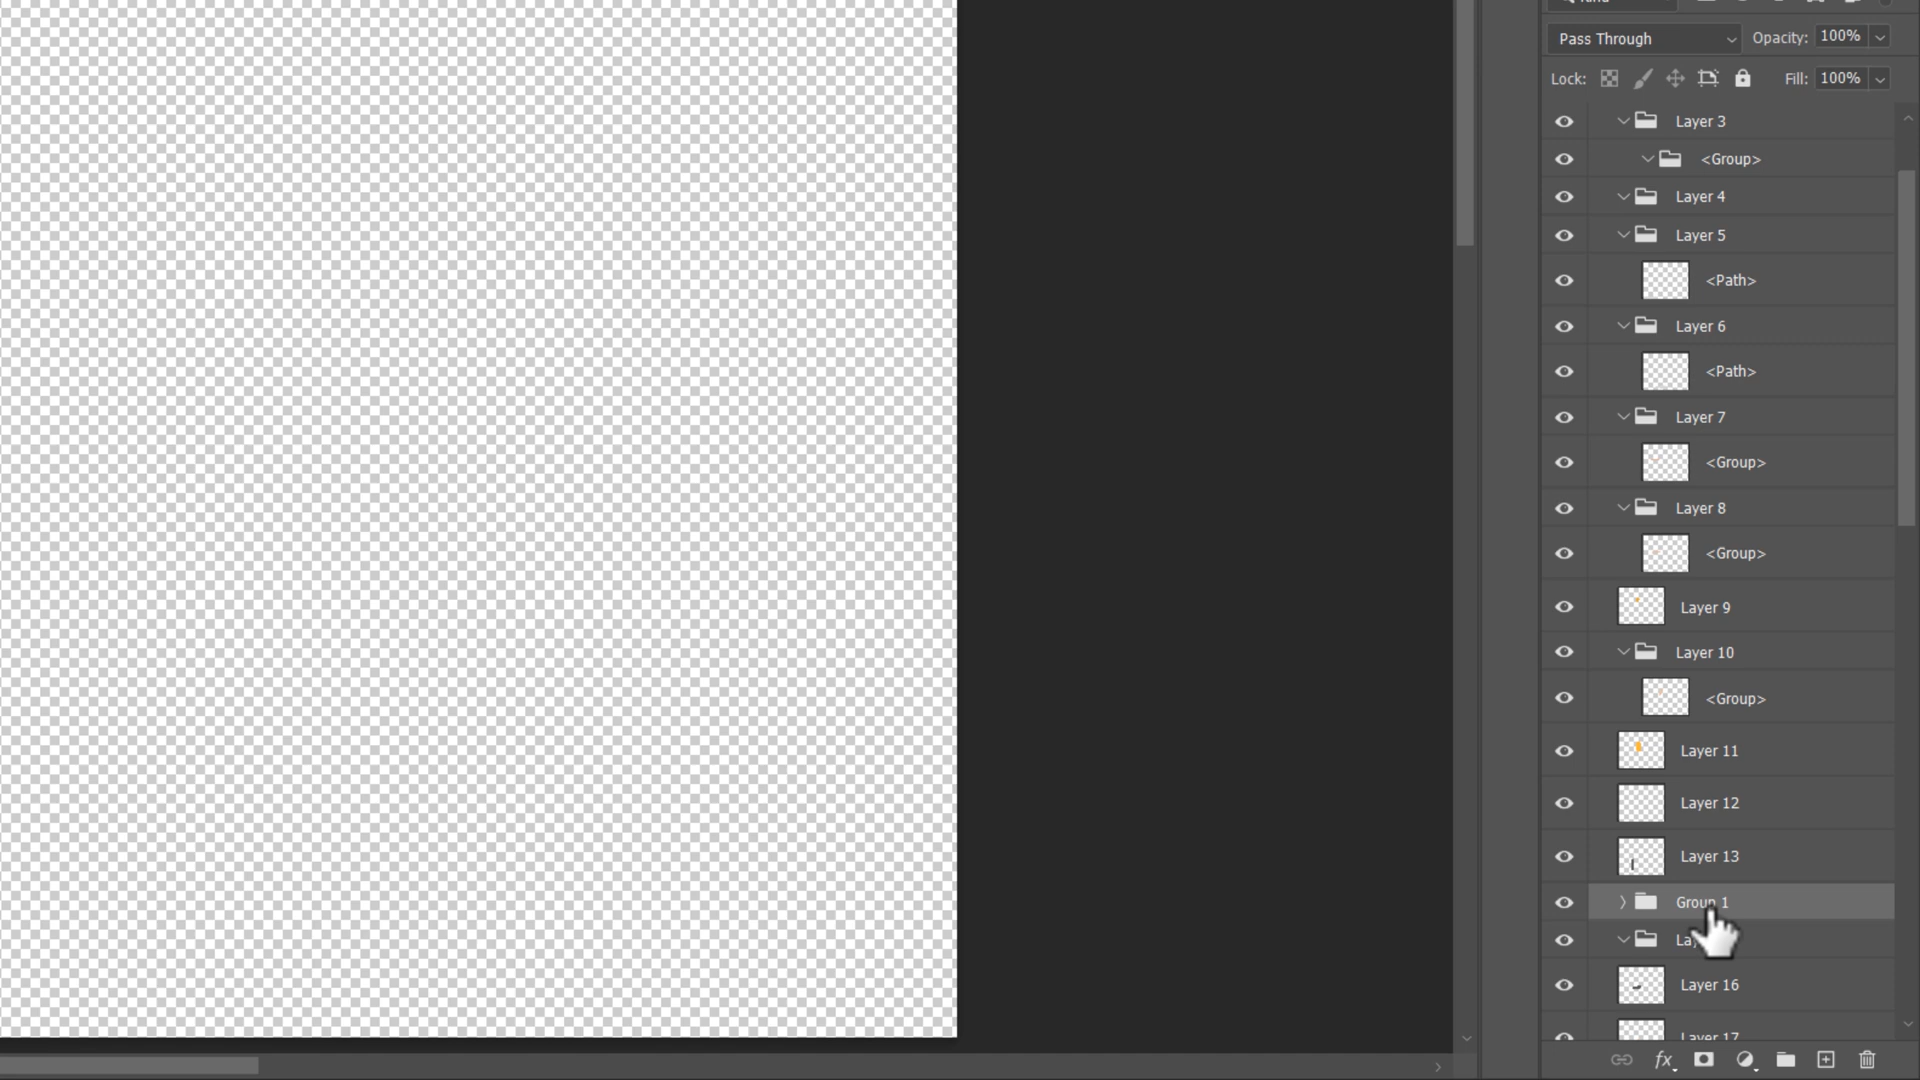 Pass Through
Opacity: 100%
Lock:
Fill: 100%
Layer 3
<Group>
Layer 4
Layer 5
<Path>
Layer 6
<Path>
Layer 7
<Group>
Layer 8
<Group>
Layer 9
Layer 10
<Group>
Layer 11
Layer 12
Layer 13
Group 1
Layer 16
Layer 17
fx